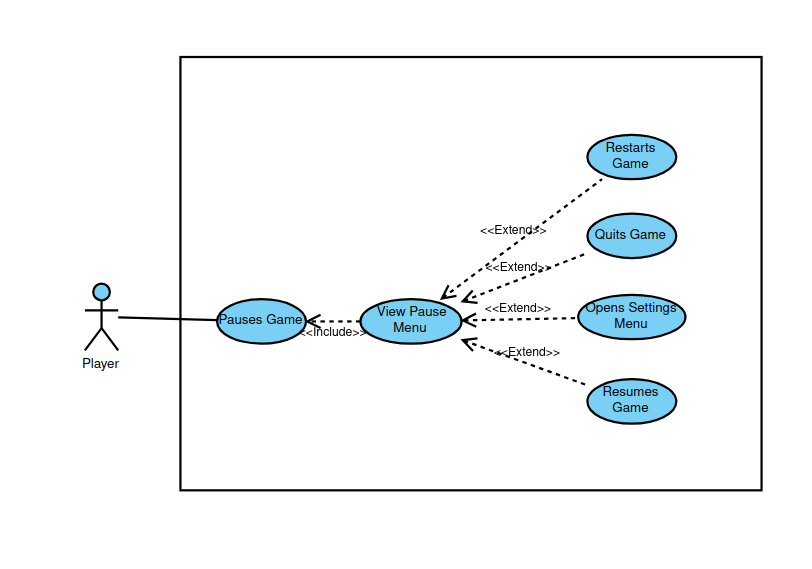 Restarts
Game
<<Extend>>
Quits Game
<<Extend>>
Pauses Game
<<Include>>
View Pause
Menu
<<Extend>>
Opens Settings
Menu
<<Extend>>
Player
Resumes
Game